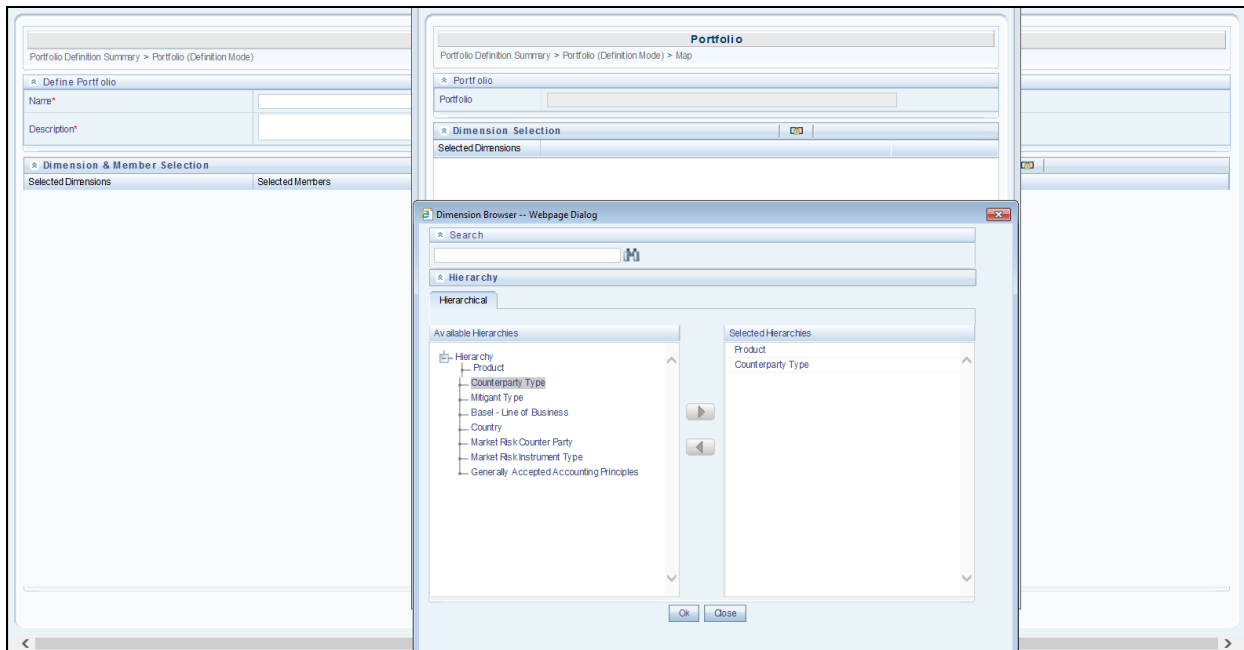 Portfolio Definition Summary > Portfolio (Definition Mode)
Define Portfolio
Name*
Description*
Dimension & Member Selection
Selected Dimensions Selected Members
Portfolio
Portfolio Definition Summary > Portfolio (Definition Mode) > Map
Portfolio
Portfolio
Dimension Selection
Selected Dimensions
Dimension Browser -- Webpage Dialog
Search
Hierarchy
Hierarchical
Available Hierarchies
Hierarchy
Product
Counterparty Type
Mitigant Type
Basel - Line of Business
Country
Market Risk Counter Party
Market Risk Instrument Type
Generally Accepted Accounting Principles
Selected Hierarchies
Product
Counterparty Type
Ok Close